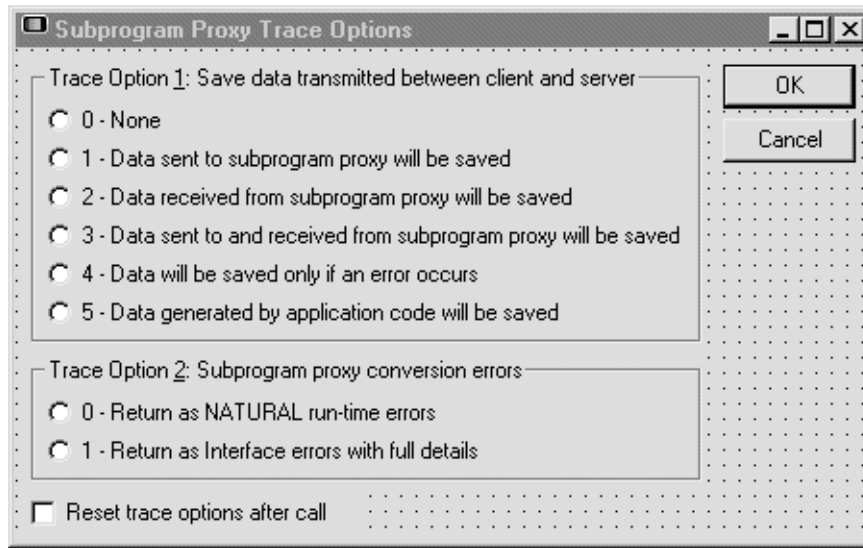 Subprogram Proxy Trace Options
Trace Option 1: Save data transmitted between client and server
0 - None
1 - Data sent to subprogram proxy will be saved
2 - Data received from subprogram proxy will be saved
3 - Data sent to and received from subprogram proxy will be saved
4 - Data will be saved only if an error occurs
5 - Data generated by application code will be saved
Trace Option 2: Subprogram proxy conversion errors
0 - Return as NATURAL run-time errors
1 - Return as Interface errors with full details
Reset trace options after call
OK
Cancel